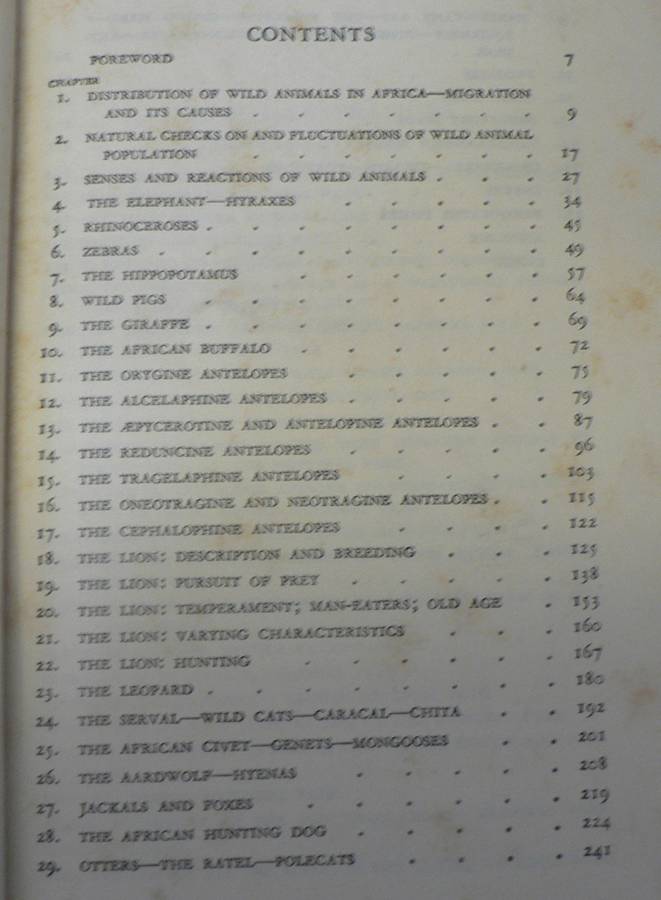 CONTENTS
FOREWORD 7
CHAPTER
1. DISTRIBUTION OF WILD ANIMALS IN AFRICA—MIGRATION
AND ITS CAUSES . . . . . . . 9
2. NATURAL CHECKS ON AND FLUCTUATIONS OF WILD ANIMAL
POPULATION . . . . . . . 17
3. SENSES AND REACTIONS OF WILD ANIMALS . . . 27
4. THE ELEPHANT—HYRAXES . . . . . 34
5. RHINOCEROSES . . . . . . . . 45
6. ZEBRAS . . . . . . . . . 49
7. THE HIPPOPOTAMUS . . . . . . 57
8. WILD PIGS . . . . . . . . 64
9. THE GIRAFFE . . . . . . . . 69
10. THE AFRICAN BUFFALO . . . . . . 72
11. THE ORYGINE ANTELOPES . . . . . 75
12. THE ALCELAPHINE ANTELOPES . . . . . 79
13. THE ÆPYCEROTINE AND ANTELOPINE ANTELOPES . . 87
14. THE REDUNCINE ANTELOPES . . . . . 96
15. THE TRAGELAPHINE ANTELOPES . . . . 103
16. THE ONEOTRAGINE AND NEOTRAGINE ANTELOPES . . 115
17. THE CEPHALOPHINE ANTELOPES . . . . 122
18. THE LION: DESCRIPTION AND BREEDING . . . 125
19. THE LION: PURSUIT OF PREY . . . . . 138
20. THE LION: TEMPERAMENT; MAN-EATERS; OLD AGE . 153
21. THE LION: VARYING CHARACTERISTICS . . . 160
22. THE LION: HUNTING . . . . . . 167
23. THE LEOPARD . . . . . . . . 180
24. THE SERVAL—WILD CATS—CARACAL—CHITA . . 192
25. THE AFRICAN CIVET—GENETS—MONGOOSES . . 201
26. THE AARDWOLF—HYENAS . . . . . 208
27. JACKALS AND FOXES . . . . . . 219
28. THE AFRICAN HUNTING DOG . . . . . 224
29. OTTERS—THE RATEL—POLECATS . . . . 241